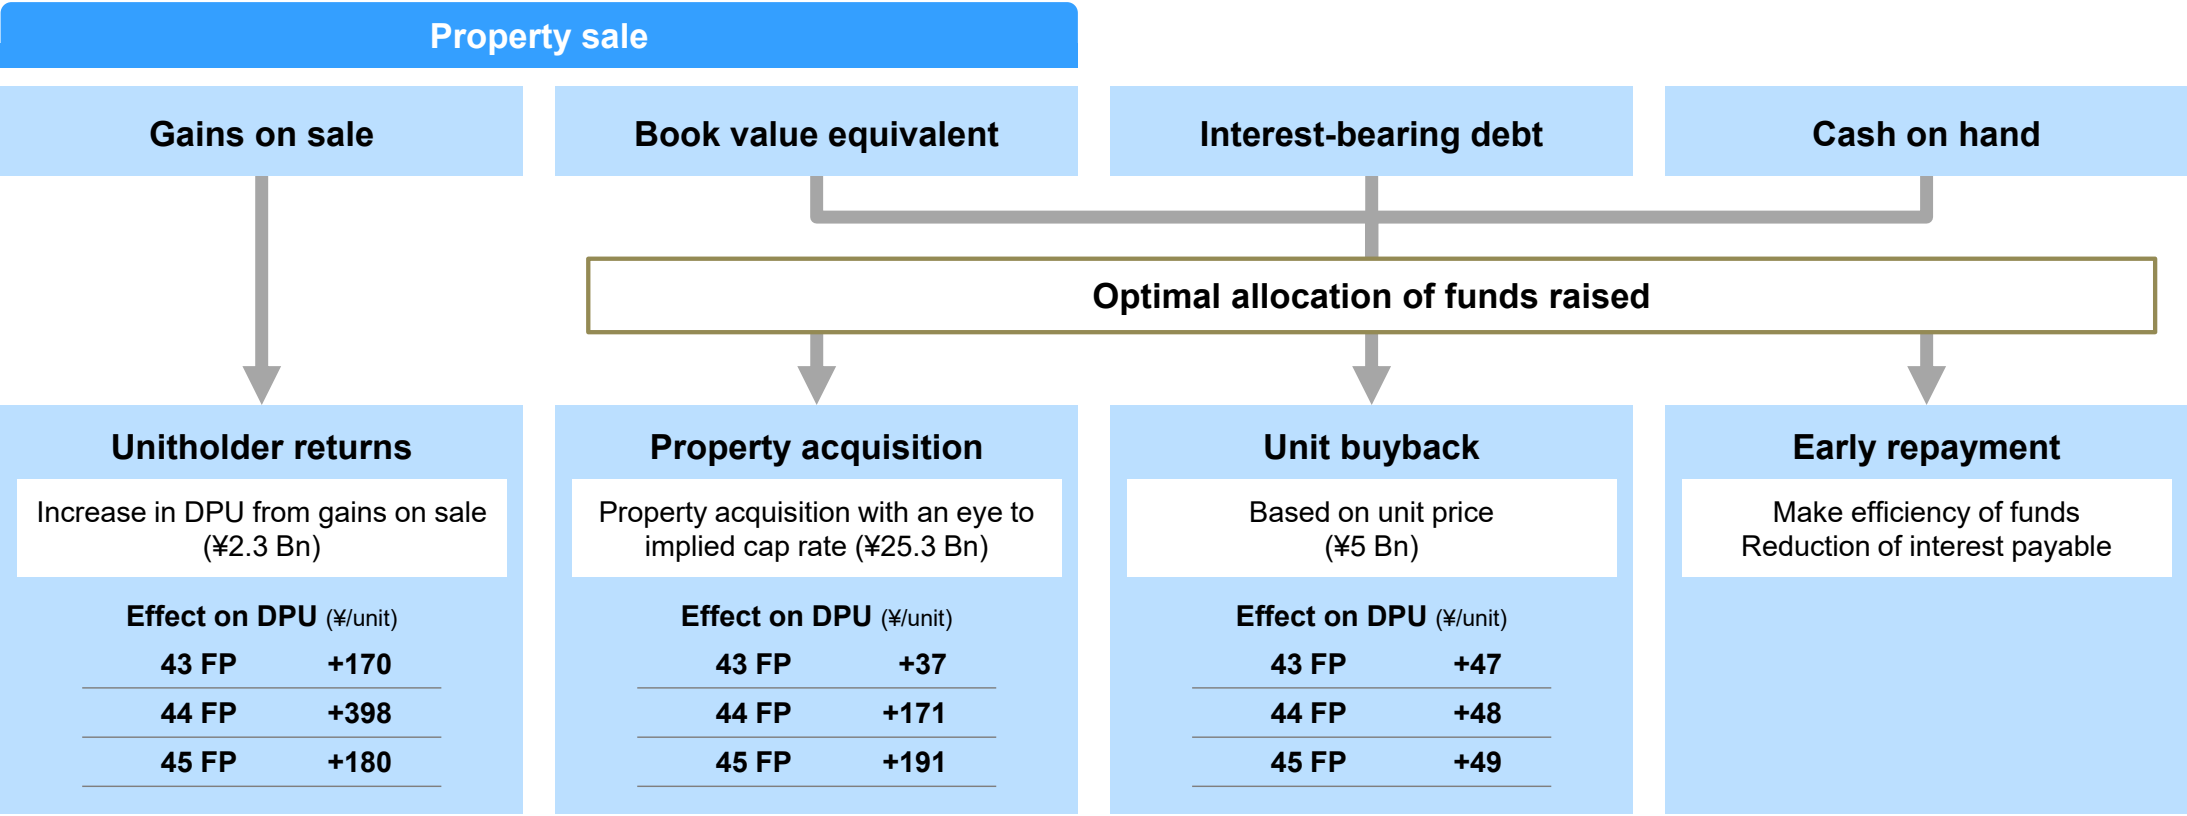 Property sale
Gains on sale
Book value equivalent
Interest-bearing debt
Cash on hand
Optimal allocation of funds raised
Unitholder returns
Increase in DPU from gains on sale
(¥2.3 Bn)
Effect on DPU (¥/unit)
43 FP +170
44 FP +398
45 FP +180
Property acquisition
Property acquisition with an eye to
implied cap rate (¥25.3 Bn)
Effect on DPU (¥/unit)
43 FP +37
44 FP +171
45 FP +191
Unit buyback
Based on unit price
(¥5 Bn)
Effect on DPU (¥/unit)
43 FP +47
44 FP +48
45 FP +49
Early repayment
Make efficiency of funds
Reduction of interest payable